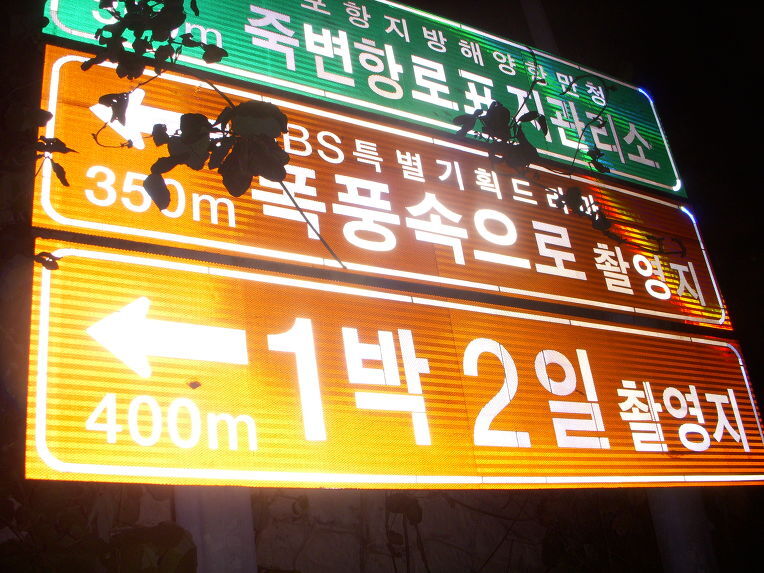 포항지방해양항만청
죽변항로표지관리소
BS특별기획드라마
350m 폭풍속으로 촬영지
1박 2일 촬영지
400m